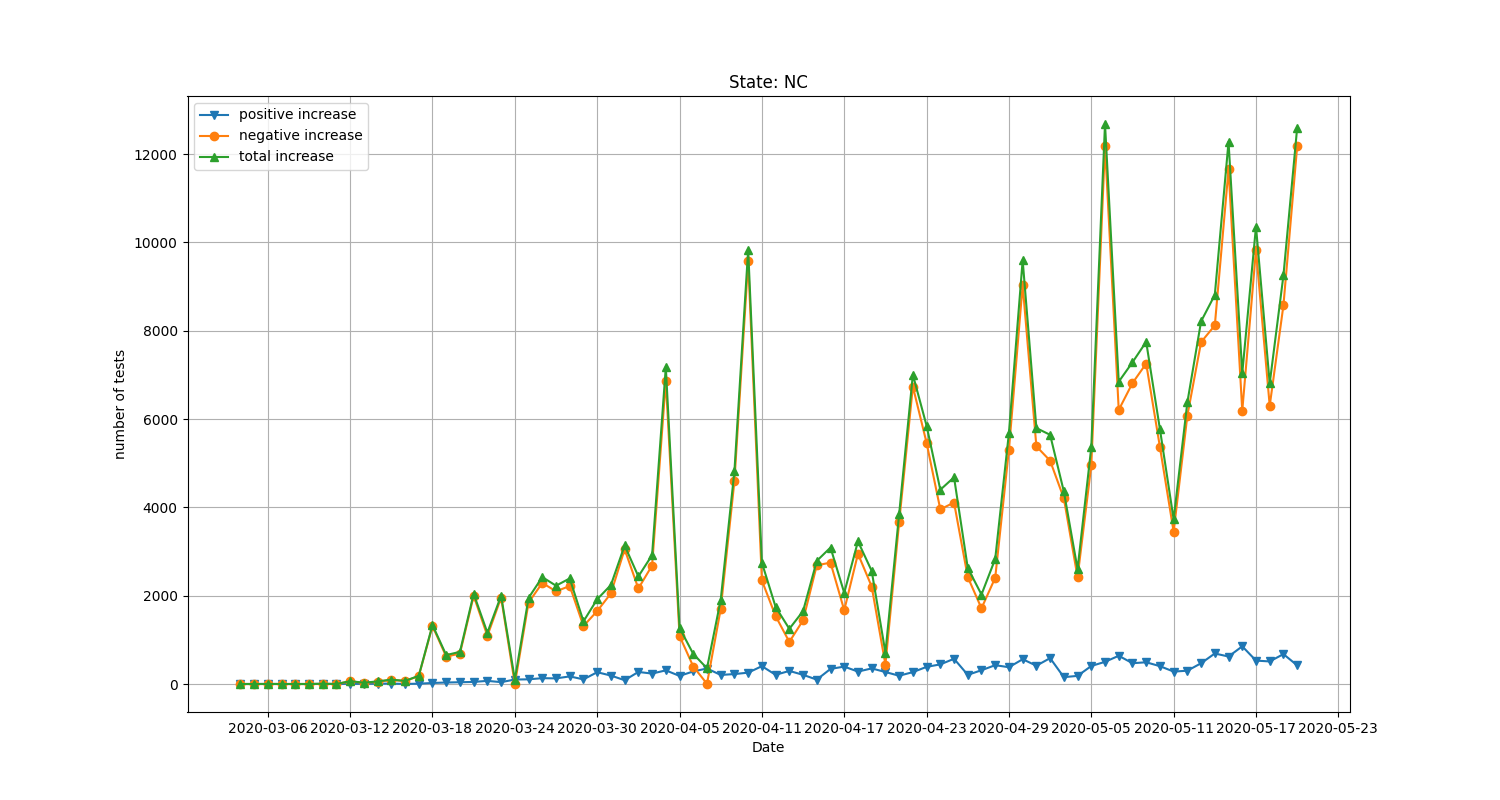 State: NC
positive increase
negative increase
total increase
12000
10000
8000
6000
4000
2000
0
number of tests
2020-03-06 2020-03-12 2020-03-18 2020-03-24 2020-03-30 2020-04-05 2020-04-11 2020-04-17 2020-04-23 2020-04-29 2020-05-05 2020-05-11 2020-05-17 2020-05-23
Date